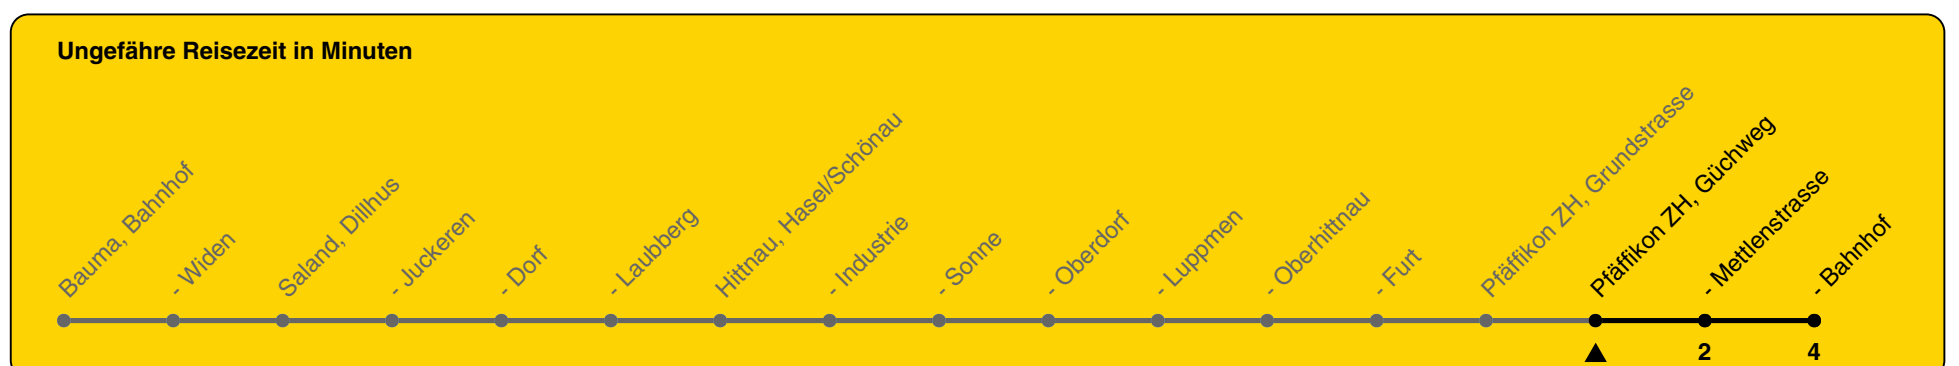 Ungefähre Reisezeit in Minuten
Bauma, Bahnhof
- Widen
Saland, Dillhus
- Juckeren
- Dorf
- Laubberg
Hittnau, Hasel/Schönau
- Industrie
- Sonne
- Oberdorf
- Luppmen
- Oberhittnau
- Furt
Pfäffikon ZH, Grundstrasse
Pfäffikon ZH, Güchweg
- Mettlenstrasse
- Bahnhof
2
4